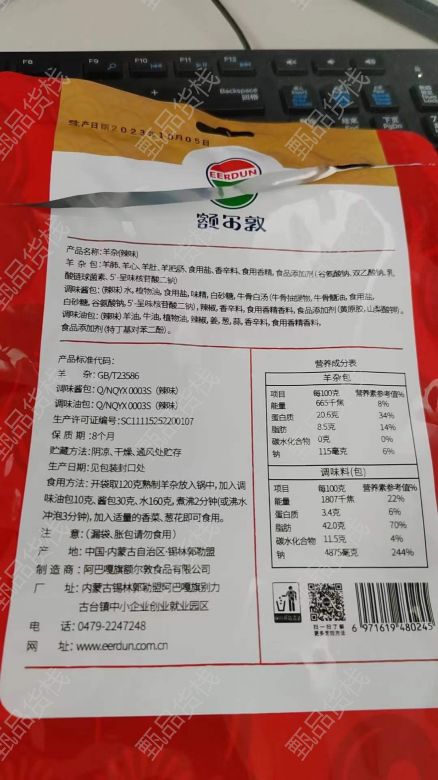 F8 F9 F10 F11 F12
Backspace
下页
PgDn
生产日期2023年10月05日
EERDUN
额尔敦
产品名称:羊杂(辣味)
羊 杂 包:羊肺、羊心、羊肚、羊肥肠、食用盐、香辛料、食用香精,食品添加剂(谷氨酸钠、双乙酸钠、乳
酸链球菌素、5'-呈味核苷酸二钠)
调味酱包:(辣味)水,植物油,食用盐,味精,白砂糖,牛骨白汤(牛骨抽提物、牛骨髓油、食用盐、
白砂糖、谷氨酸钠、5'-呈味核苷酸二钠),辣椒,香辛料,食用香精香料,食品添加剂(黄原胶,山梨酸钾)。
调味油包:(辣味)羊油,牛油,植物油,辣椒,姜,葱,蒜,香辛料,食用香精香料,
食品添加剂(特丁基对苯二酚)。
产品标准代码:
羊 杂:GB/T23586
调味酱包:Q/NQYX 0003S (辣味)
调味油包:Q/NQYX 0003S (辣味)
生产许可证编号:SC11115252200107
保 质 期:8个月
贮藏方法:阴凉、干燥、通风处贮存
生产日期:见包装封口处
食用方法:开袋取120克熟制羊杂放入锅中,加入调
味油包10克、酱包30克、水160克,煮沸2分钟(或沸水
冲泡3分钟),加入适量的香菜、葱花即可食用。
注 意:(漏袋、胀包请勿食用)
产 地:中国·内蒙古自治区·锡林郭勒盟
制 造 商:阿巴嘎旗额尔敦食品有限公司
厂 址:内蒙古锡林郭勒盟阿巴嘎旗别力
古台镇中小企业创业就业园区
电 话:0479-2247248
网 址:www.eerdun.com.cn
营养成分表
羊杂包
项目 每100克 营养素参考值%
能量 665千焦 8%
蛋白质 20.6克 34%
脂肪 8.5克 14%
碳水化合物 0克 0%
钠 115毫克 6%
调味料(包)
项目 每100克 营养素参考值%
能量 1807千焦 22%
蛋白质 3.4克 6%
脂肪 42.0克 70%
碳水化合物 11.5克 4%
钠 4875毫克 244%
扫一扫了解
更多烹饪方法
6 971619 480245
甄品货栈